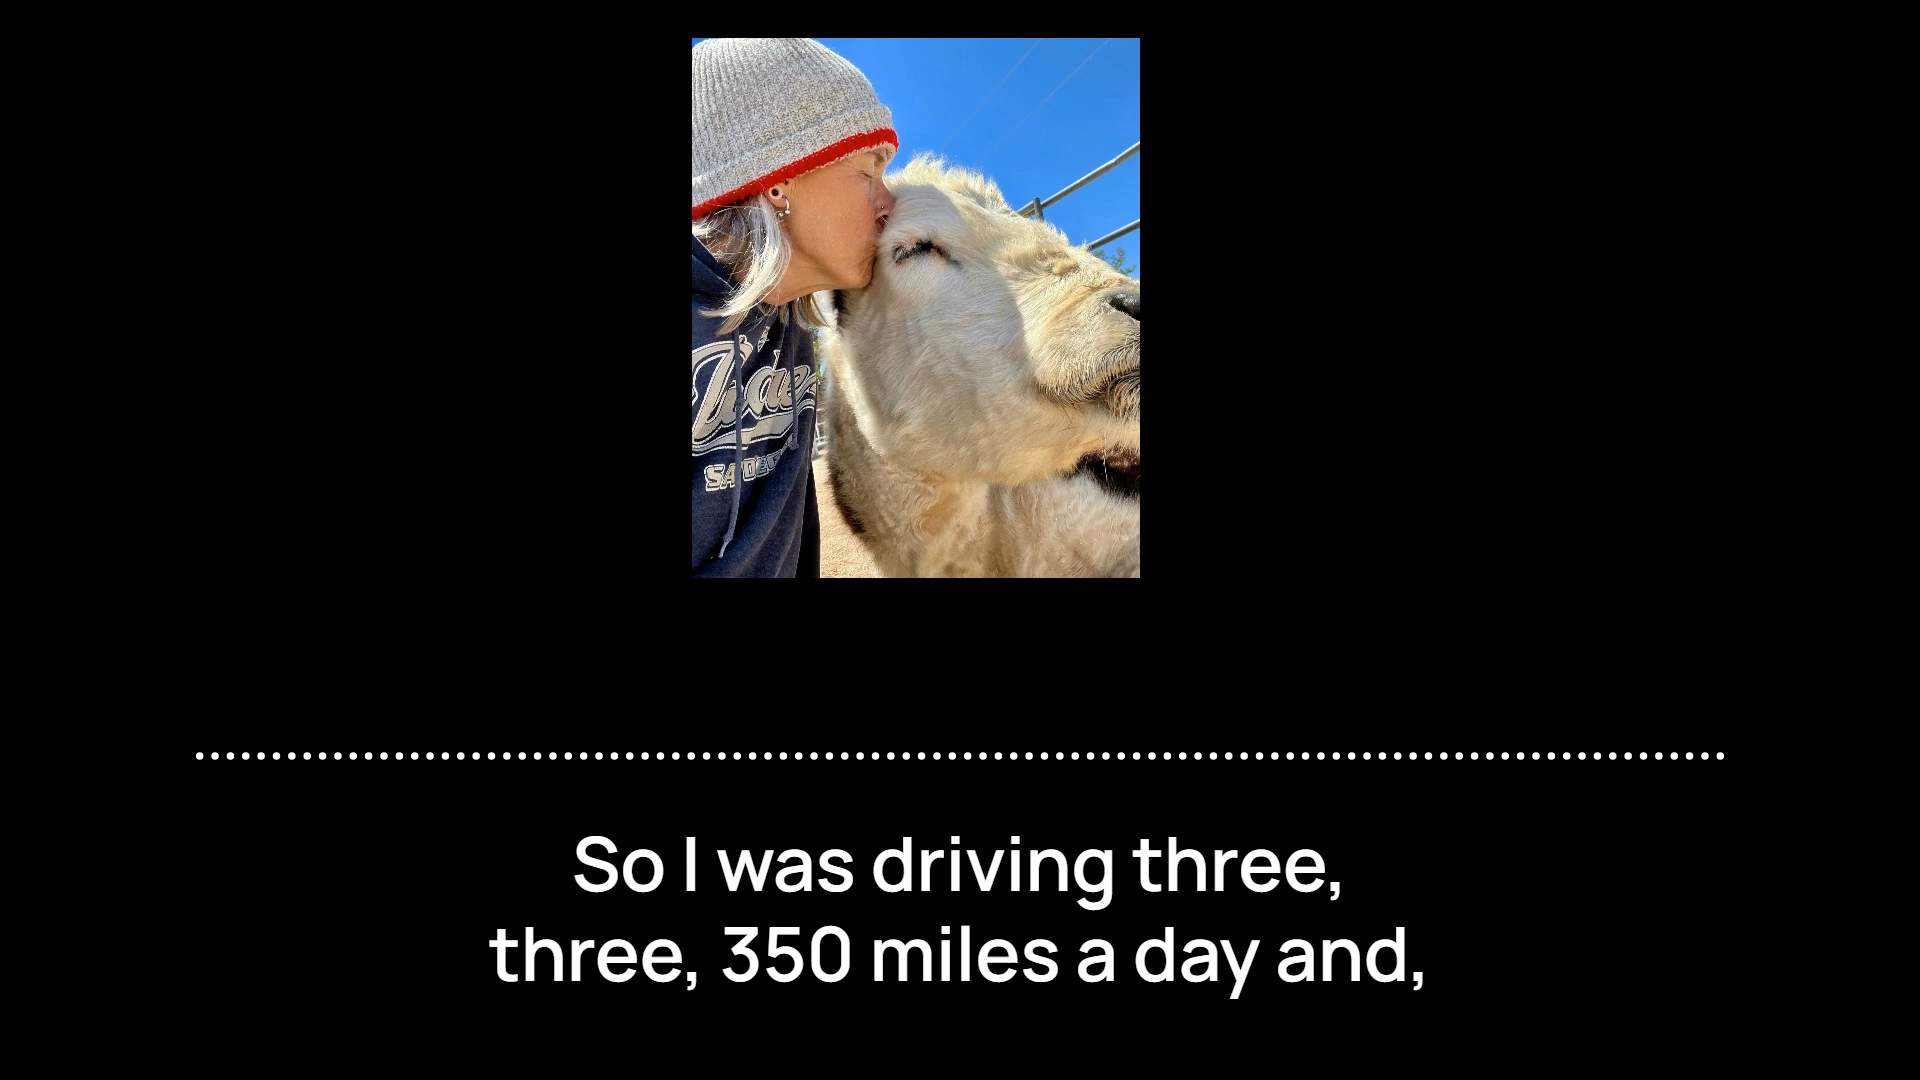 So I was driving three,
three, 350 miles a day and,